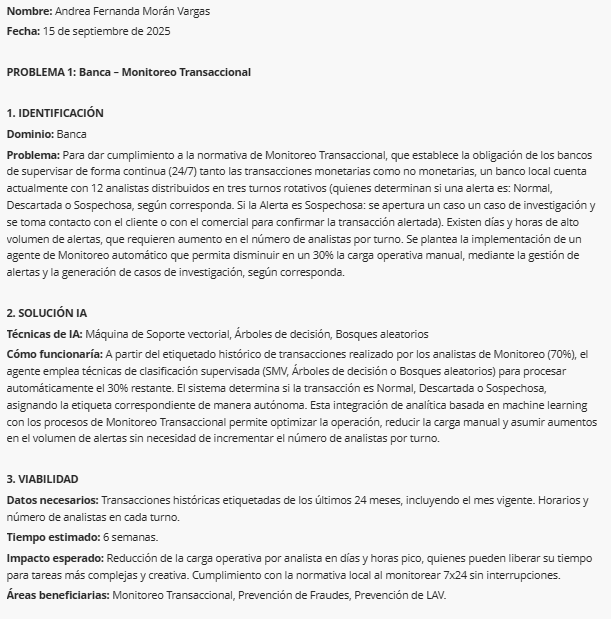 Nombre: Andrea Fernanda Morán Vargas
Fecha: 15 de septiembre de 2025
PROBLEMA 1: Banca – Monitoreo Transaccional
1. IDENTIFICACIÓN
Dominio: Banca
Problema: Para dar cumplimiento a la normativa de Monitoreo Transaccional, que establece la obligación de los bancos
de supervisar de forma continua (24/7) tanto las transacciones monetarias como no monetarias, un banco local cuenta
actualmente con 12 analistas distribuidos en tres turnos rotativos (quienes determinan si una alerta es: Normal,
Descartada o Sospechosa, según corresponda. Si la Alerta es Sospechosa: se apertura un caso un caso de investigación y
se toma contacto con el cliente o con el comercial para confirmar la transacción alertada). Existen días y horas de alto
volumen de alertas, que requieren aumento en el número de analistas por turno. Se plantea la implementación de un
agente de Monitoreo automático que permita disminuir en un 30% la carga operativa manual, mediante la gestión de
alertas y la generación de casos de investigación, según corresponda.
2. SOLUCIÓN IA
Técnicas de IA: Máquina de Soporte vectorial, Árboles de decisión, Bosques aleatorios
Cómo funcionaría: A partir del etiquetado histórico de transacciones realizado por los analistas de Monitoreo (70%), el
agente emplea técnicas de clasificación supervisada (SMV, Árboles de decisión o Bosques aleatorios) para procesar
automáticamente el 30% restante. El sistema determina si la transacción es Normal, Descartada o Sospechosa,
asignando la etiqueta correspondiente de manera autónoma. Esta integración de analítica basada en machine learning
con los procesos de Monitoreo Transaccional permite optimizar la operación, reducir la carga manual y asumir aumentos
en el volumen de alertas sin necesidad de incrementar el número de analistas por turno.
3. VIABILIDAD
Datos necesarios: Transacciones históricas etiquetadas de los últimos 24 meses, incluyendo el mes vigente. Horarios y
número de analistas en cada turno.
Tiempo estimado: 6 semanas.
Impacto esperado: Reducción de la carga operativa por analista en días y horas pico, quienes pueden liberar su tiempo
para tareas más complejas y creativa. Cumplimiento con la normativa local al monitorear 7x24 sin interrupciones.
Áreas beneficiarias: Monitoreo Transaccional, Prevención de Fraudes, Prevención de LAV.